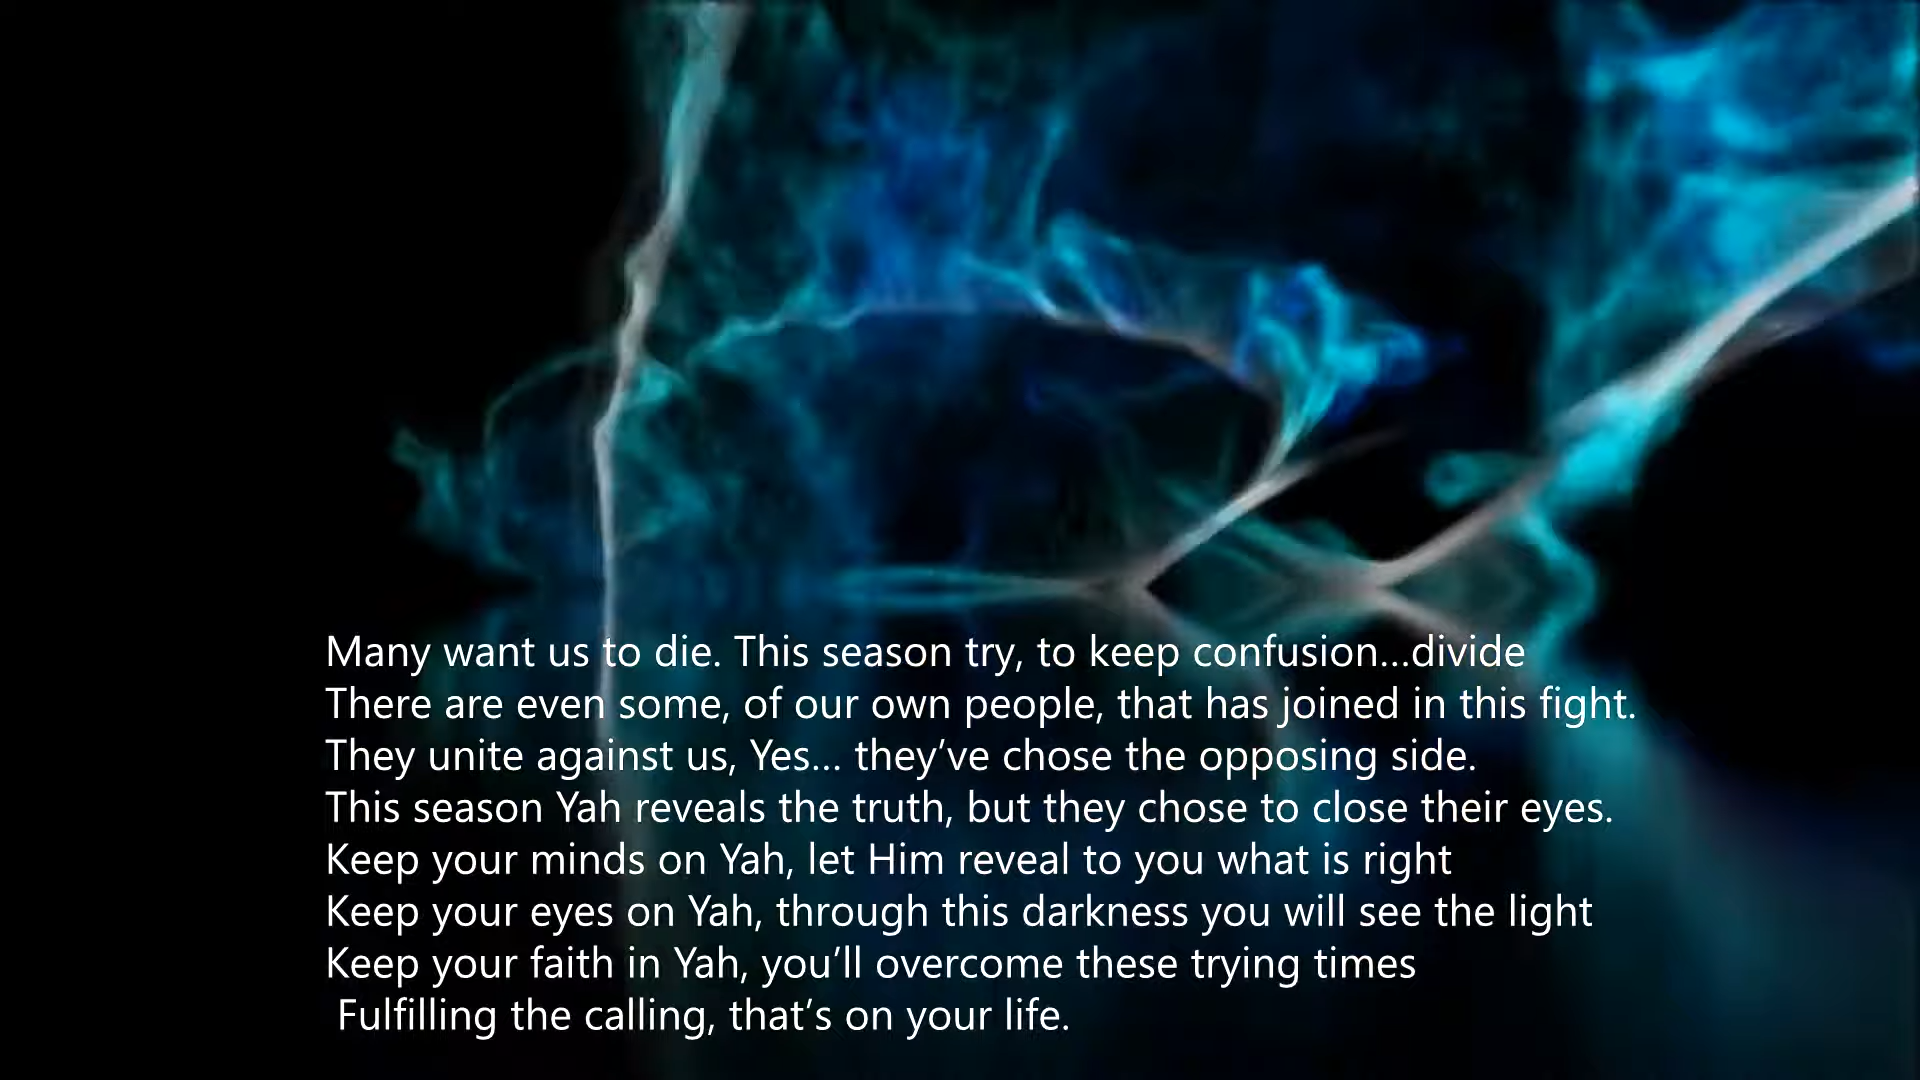 Many want us to die. This season try, to keep confusion...divide
There are even some, of our own people, that has joined in this fight.
They unite against us, Yes... they’ve chose the opposing side.
This season Yah reveals the truth, but they chose to close their eyes.
Keep your minds on Yah, let Him reveal to you what is right
Keep your eyes on Yah, through this darkness you will see the light
Keep your faith in Yah, you’ll overcome these trying times
Fulfilling the calling, that’s on your life.